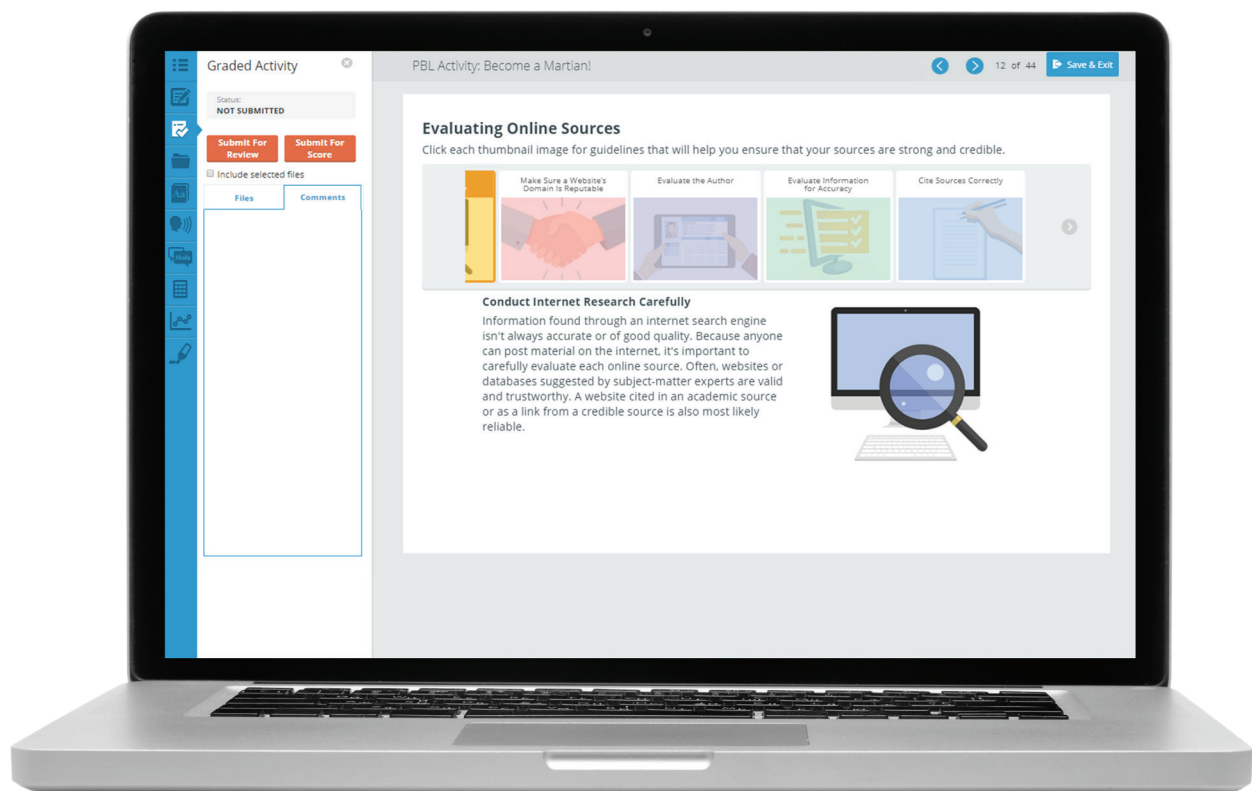 Graded Activity
Status:
NOT SUBMITTED
Submit For
Review
Submit For
Score
Include selected files
Files
Comments
PBL Activity: Become a Martian!
12 of 44
Save & Exit
Evaluating Online Sources
Click each thumbnail image for guidelines that will help you ensure that your sources are strong and credible.
Make Sure a Website's
Domain Is Reputable
Evaluate the Author
Evaluate Information
for Accuracy
Cite Sources Correctly
Conduct Internet Research Carefully
Information found through an internet search engine
isn't always accurate or of good quality. Because anyone
can post material on the internet, it's important to
carefully evaluate each online source. Often, websites or
databases suggested by subject-matter experts are valid
and trustworthy. A website cited in an academic source
or as a link from a credible source is also most likely
reliable.